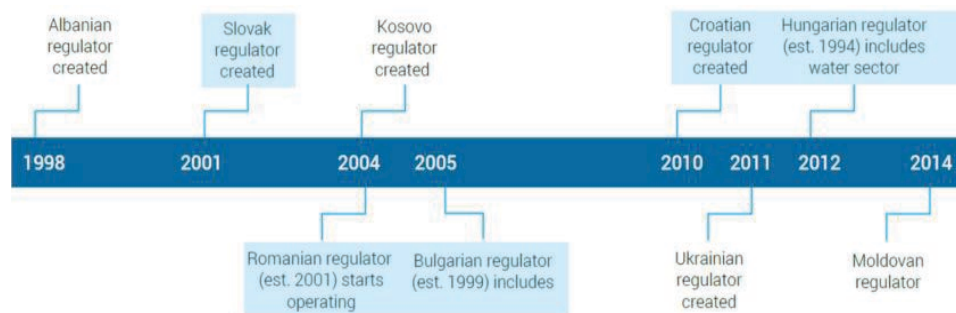 Albanian
regulator
created
Slovak
regulator
created
Kosovo
regulator
created
Croatian
regulator
created
Hungarian regulator
(est. 1994) includes
water sector
1998
2001
2004
2005
2010
2011
2012
2014
Romanian regulator
(est. 2001) starts
operating
Bulgarian regulator
(est. 1999) includes
Ukrainian
regulator
created
Moldovan
regulator